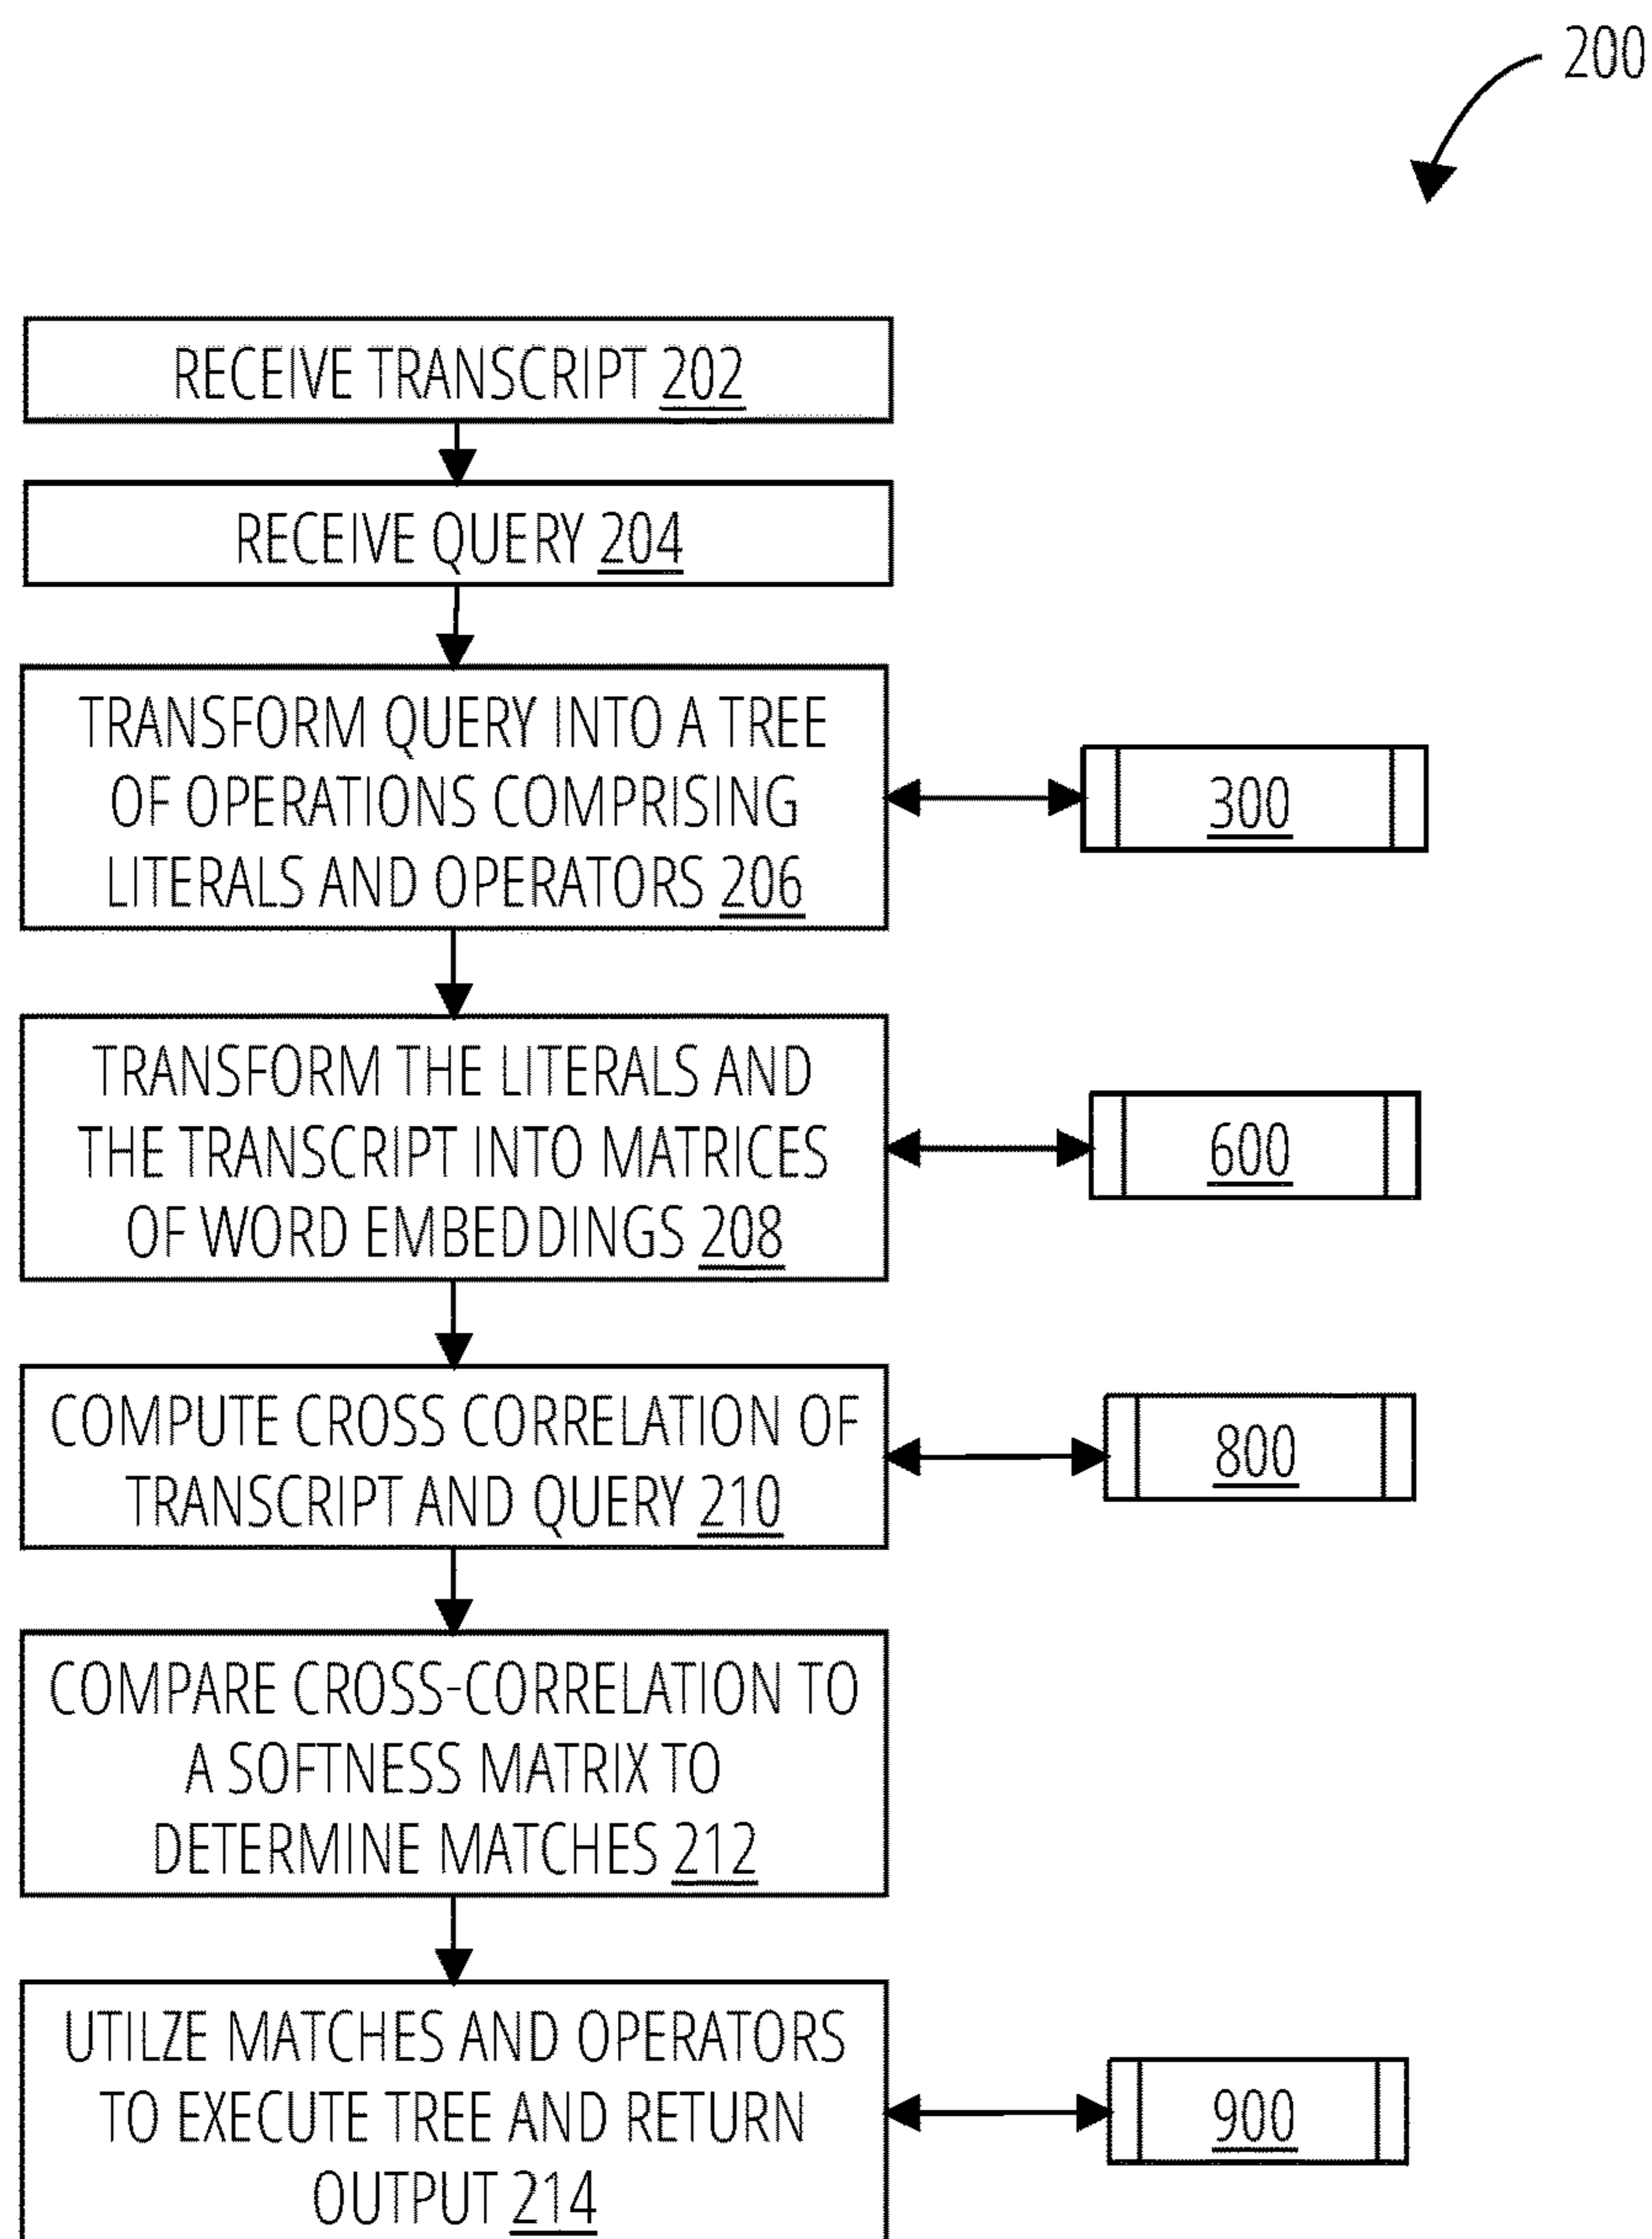 200
RECEIVE TRANSCRIPT 202
RECEIVE QUERY 204
TRANSFORM QUERY INTO A TREE
OF OPERATIONS COMPRISING
LITERALS AND OPERATORS 206
300
TRANSFORM THE LITERALS AND
THE TRANSCRIPT INTO MATRICES
OF WORD EMBEDDINGS 208
600
COMPUTE CROSS CORRELATION OF
TRANSCRIPT AND QUERY 210
800
COMPARE CROSS-CORRELATION TO
A SOFTNESS MATRIX TO
DETERMINE MATCHES 212
UTILZE MATCHES AND OPERATORS
TO EXECUTE TREE AND RETURN
OUTPUT 214
900